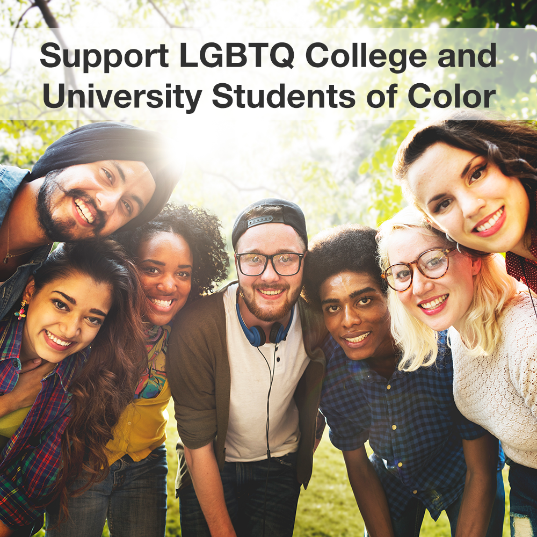 Support LGBTQ College and
University Students of Color